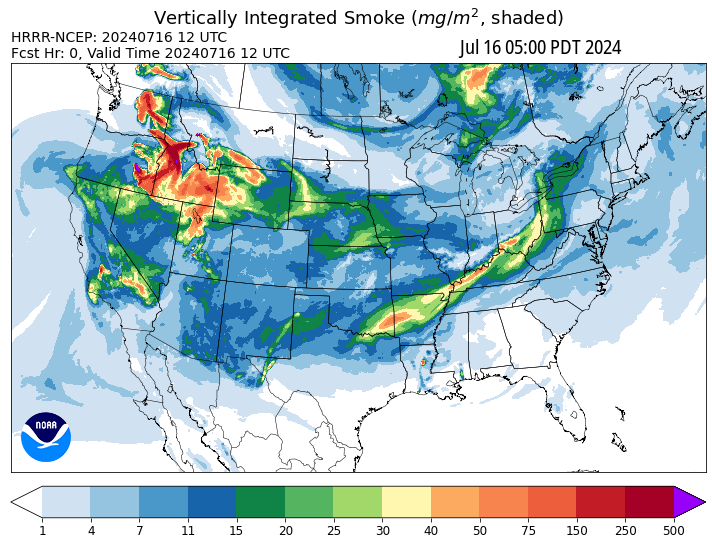 Vertically Integrated Smoke (mg/m², shaded)
HRRR-NCEP: 20240716 12 UTC
Fcst Hr: 0, Valid Time 20240716 12 UTC
Jul 16 05:00 PDT 2024
NOAA
1 4 7 11 15 20 25 30 40 50 75 150 250 500